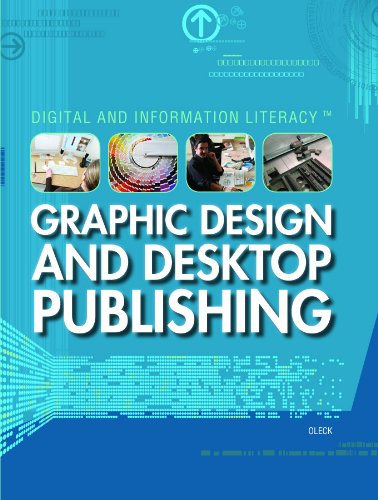 DIGITAL AND INFORMATION LITERACY™
GRAPHIC DESIGN
AND DESKTOP
PUBLISHING
OLECK